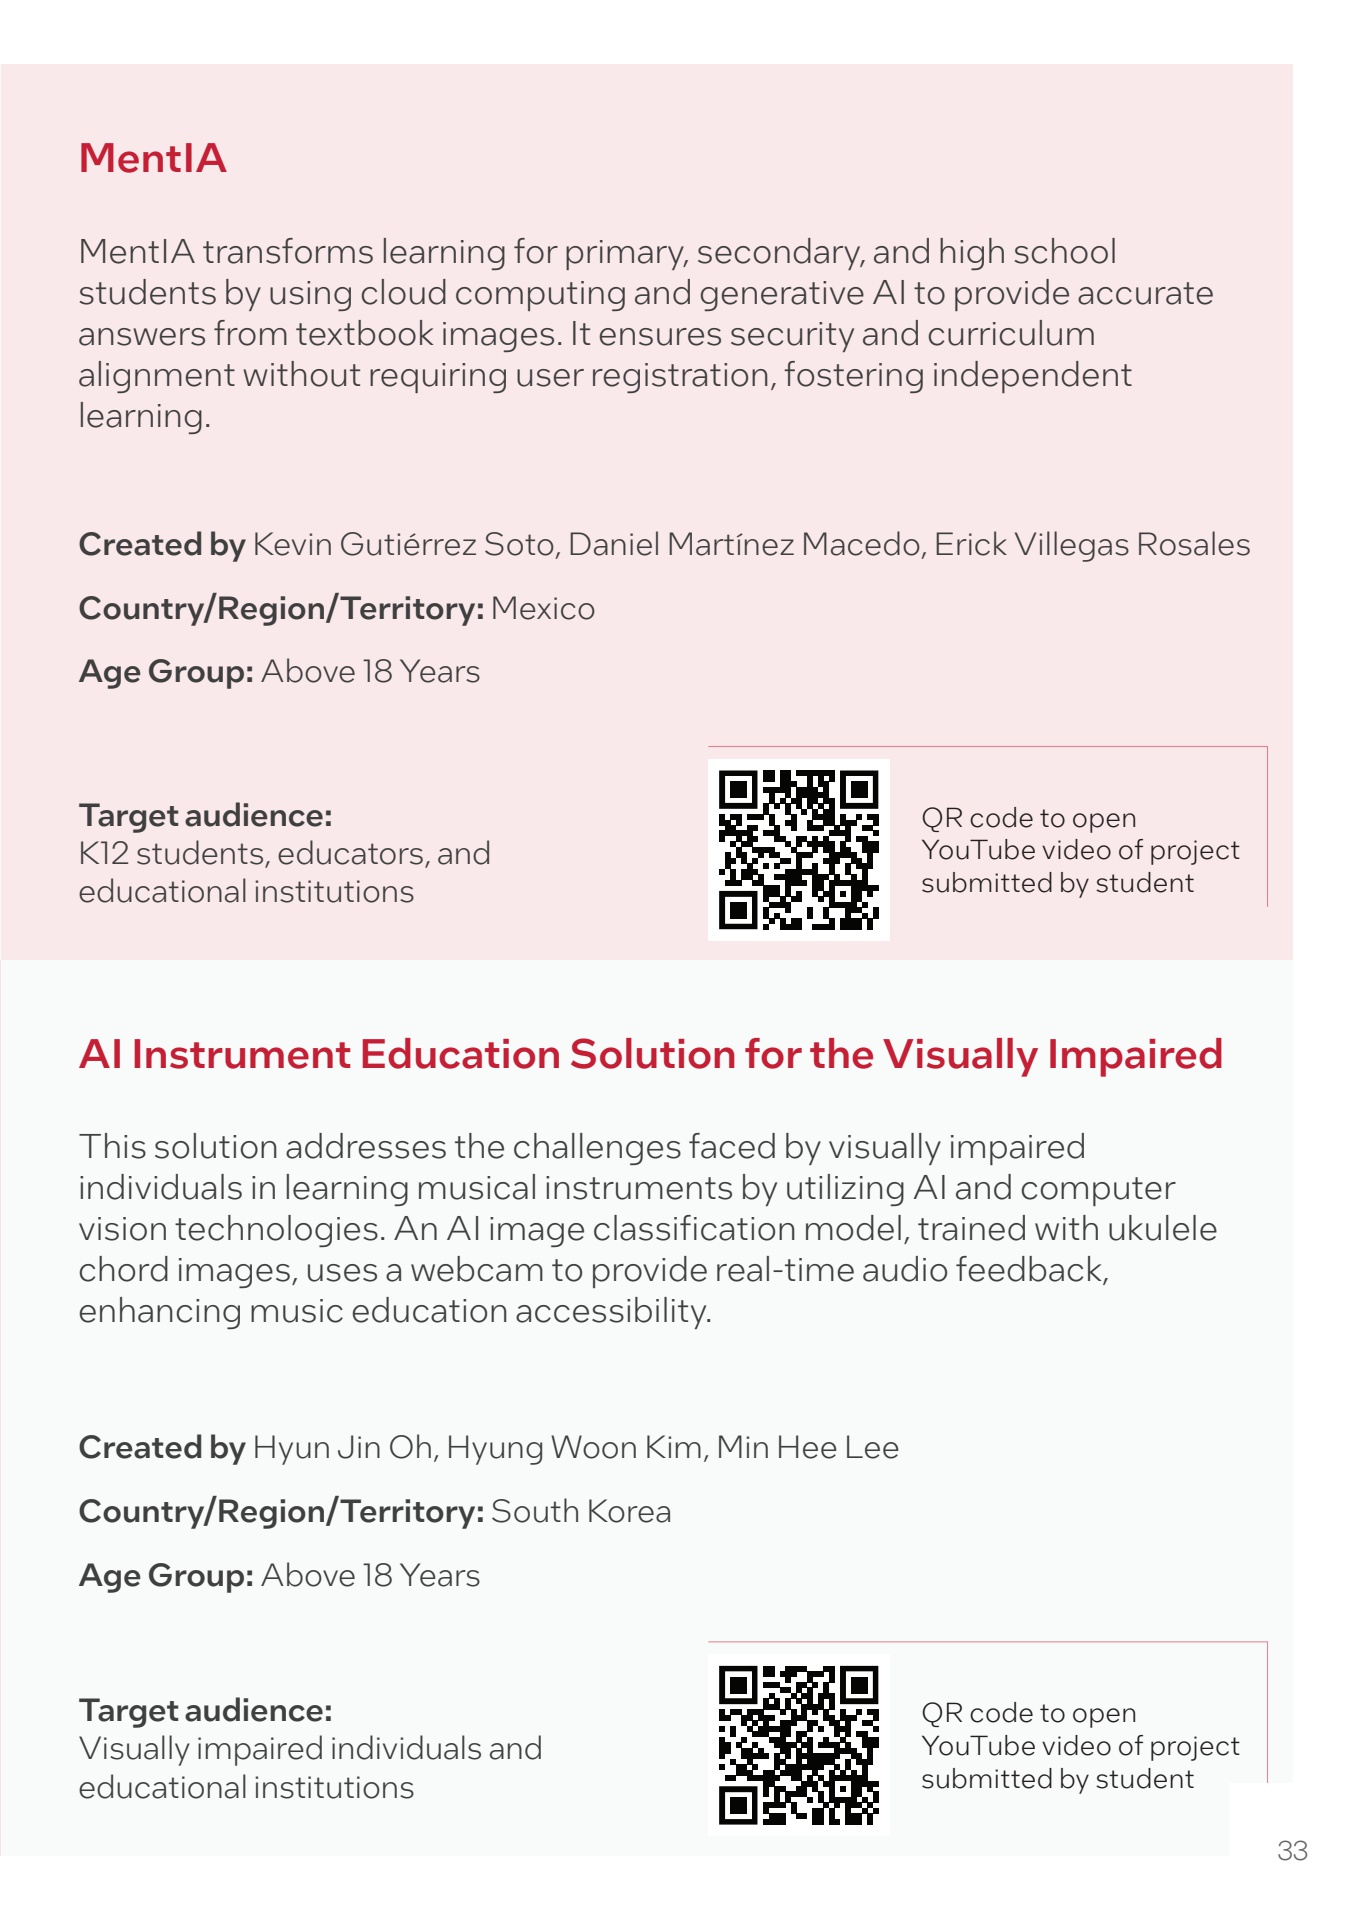 MentIA
MentIA transforms learning for primary, secondary, and high school
students by using cloud computing and generative AI to provide accurate
answers from textbook images. It ensures security and curriculum
alignment without requiring user registration, fostering independent
learning.
Created by Kevin Gutiérrez Soto, Daniel Martínez Macedo, Erick Villegas Rosales
Country/Region/Territory: Mexico
Age Group: Above 18 Years
Target audience:
K12 students, educators, and
educational institutions
QR code to open
YouTube video of project
submitted by student
AI Instrument Education Solution for the Visually Impaired
This solution addresses the challenges faced by visually impaired
individuals in learning musical instruments by utilizing AI and computer
vision technologies. An AI image classification model, trained with ukulele
chord images, uses a webcam to provide real-time audio feedback,
enhancing music education accessibility.
Created by Hyun Jin Oh, Hyung Woon Kim, Min Hee Lee
Country/Region/Territory: South Korea
Age Group: Above 18 Years
Target audience:
Visually impaired individuals and
educational institutions
QR code to open
YouTube video of project
submitted by student
33